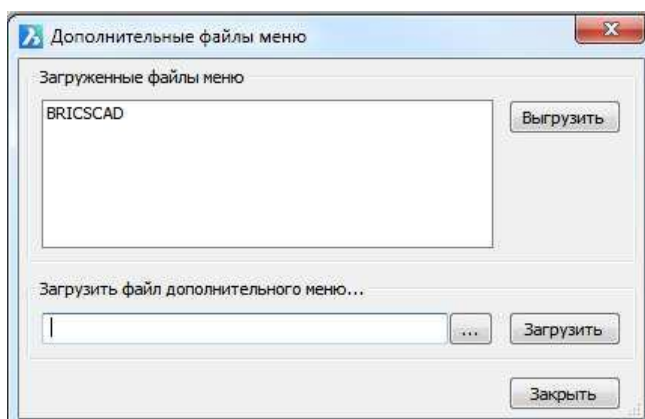 Дополнительные файлы меню
Загруженные файлы меню
BRICSCAD
Выгрузить
Загрузить файл дополнительного меню...
...
Загрузить
Закрыть